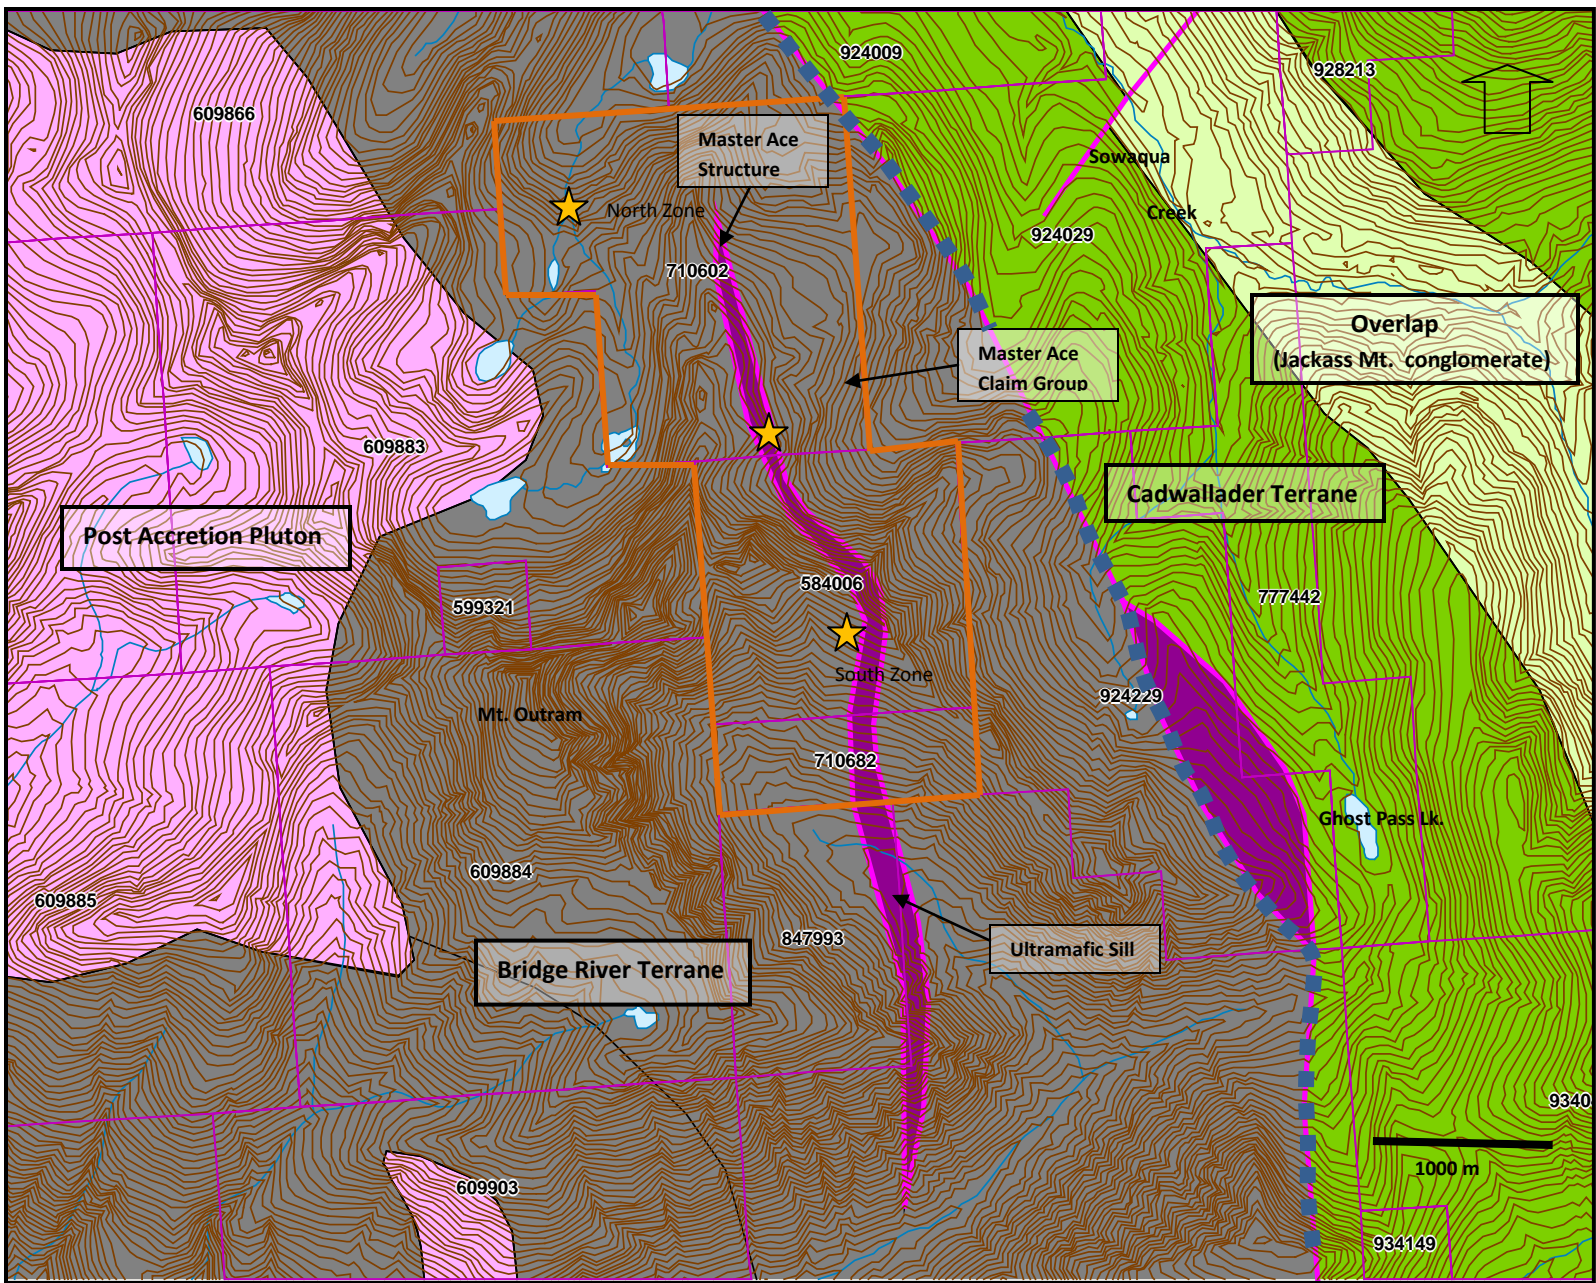 924009
928213
609866
Master Ace
Structure
Sowaqua
North Zone
Creek
924029
710602
Overlap
(Jackass Mt. conglomerate)
Master Ace
Claim Group
609883
Cadwallader Terrane
Post Accretion Pluton
584006
777442
599321
South Zone
924229
Mt. Outram
710682
Ghost Pass Lk.
609884
609885
847993
Ultramafic Sill
Bridge River Terrane
9340
1000 m
609903
934149